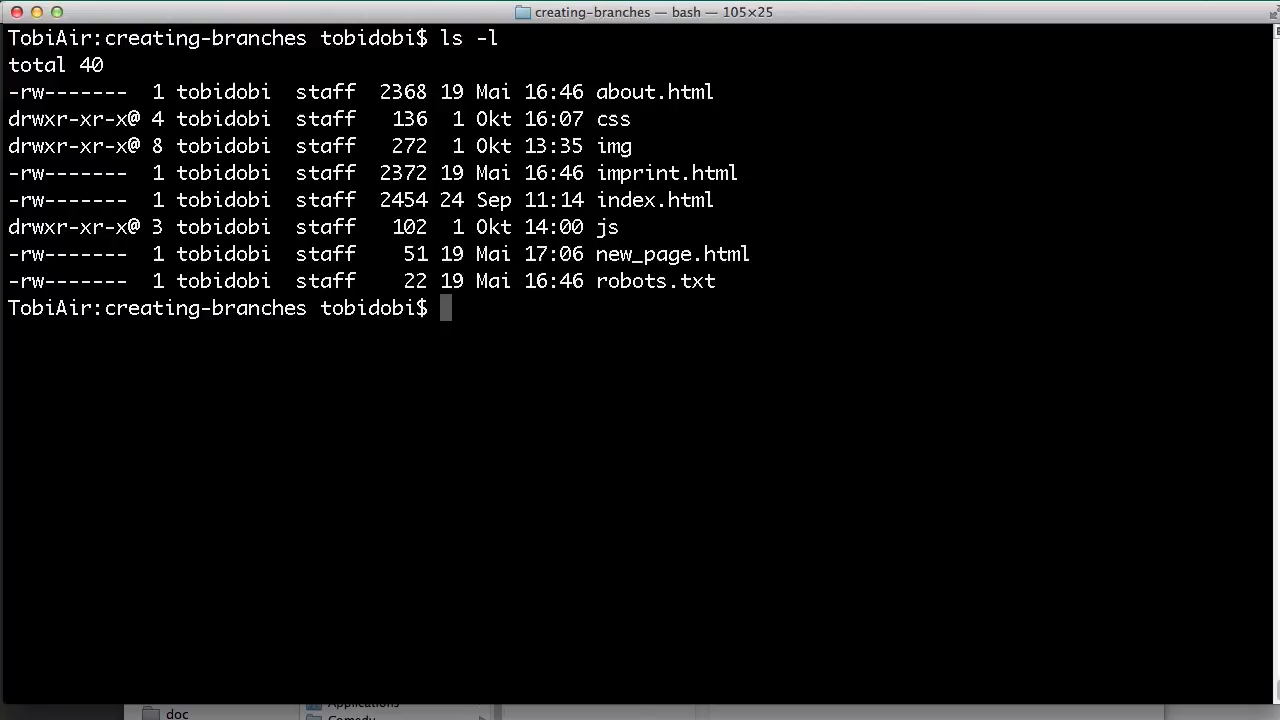 creating-branches — bash — 105×25
TobiAir:creating-branches tobidobi$ ls -l
total 40
-rw-------  1 tobidobi  staff  2368 19 Mai 16:46 about.html
drwxr-xr-x@ 4 tobidobi  staff   136  1 Okt 16:07 css
drwxr-xr-x@ 8 tobidobi  staff   272  1 Okt 13:35 img
-rw-------  1 tobidobi  staff  2372 19 Mai 16:46 imprint.html
-rw-------  1 tobidobi  staff  2454 24 Sep 11:14 index.html
drwxr-xr-x@ 3 tobidobi  staff   102  1 Okt 14:00 js
-rw-------  1 tobidobi  staff    51 19 Mai 17:06 new_page.html
-rw-------  1 tobidobi  staff    22 19 Mai 16:46 robots.txt
TobiAir:creating-branches tobidobi$
Applications
doc